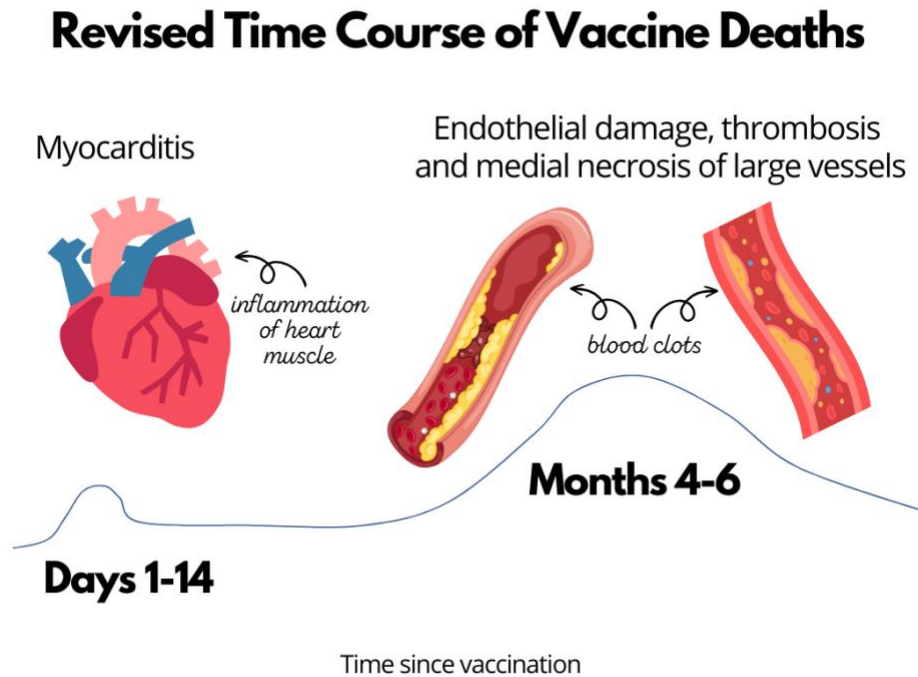 Revised Time Course of Vaccine Deaths
Myocarditis
Endothelial damage, thrombosis
and medial necrosis of large vessels
inflammation
of heart
muscle
blood clots
Months 4-6
Days 1-14
Time since vaccination